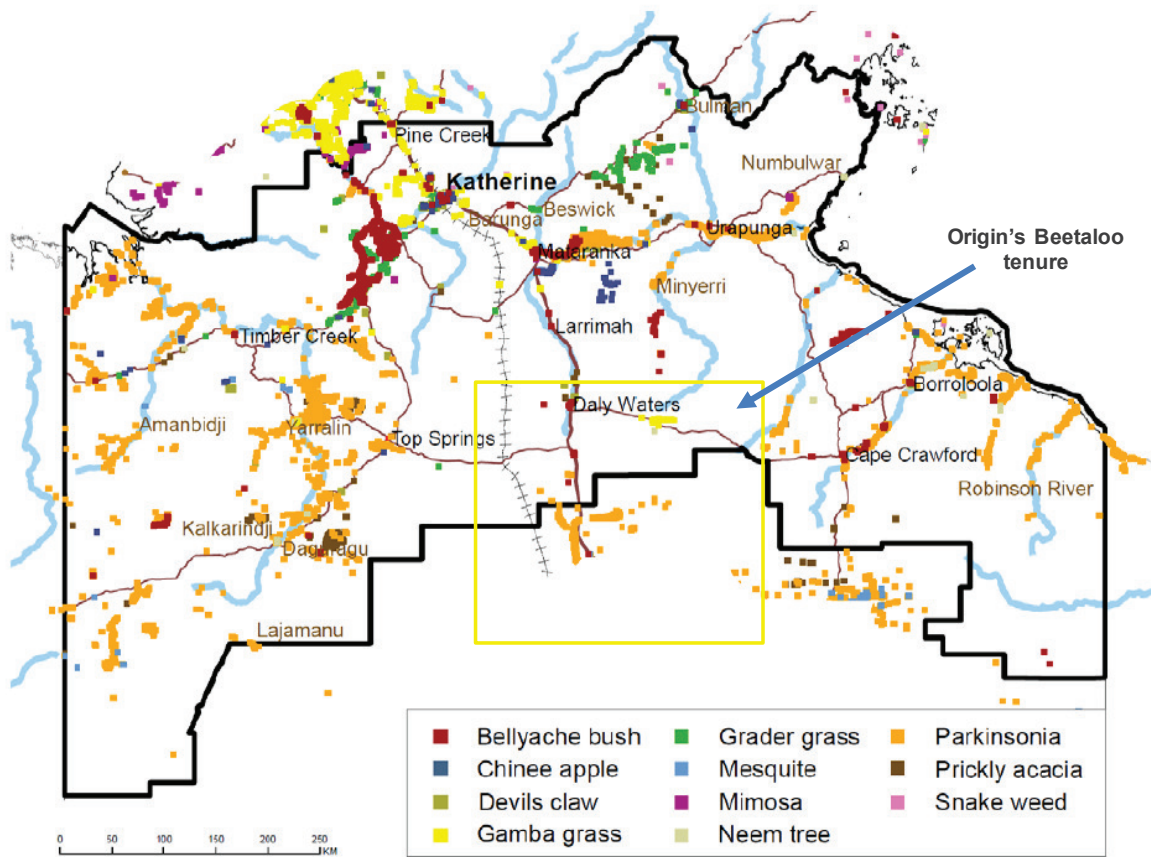 Bulman
Pine Creek
Numbulwar
Katherine
Beswick
Barunga
Urapunga
Origin's Beetaloo
tenure
Mataranka
Minyerri
Larrimah
Timber Creek
Borroloola
Daly Waters
Amanbidji
Yarralin
Top Springs
Cape Crawford
Robinson River
Kalkarindji
Daguragu
Lajamanu
Bellyache bush
Grader grass
Parkinsonia
Chinee apple
Mesquite
Prickly acacia
Devils claw
Mimosa
Snake weed
Gamba grass
Neem tree
0 50 100 150 200 250
KM